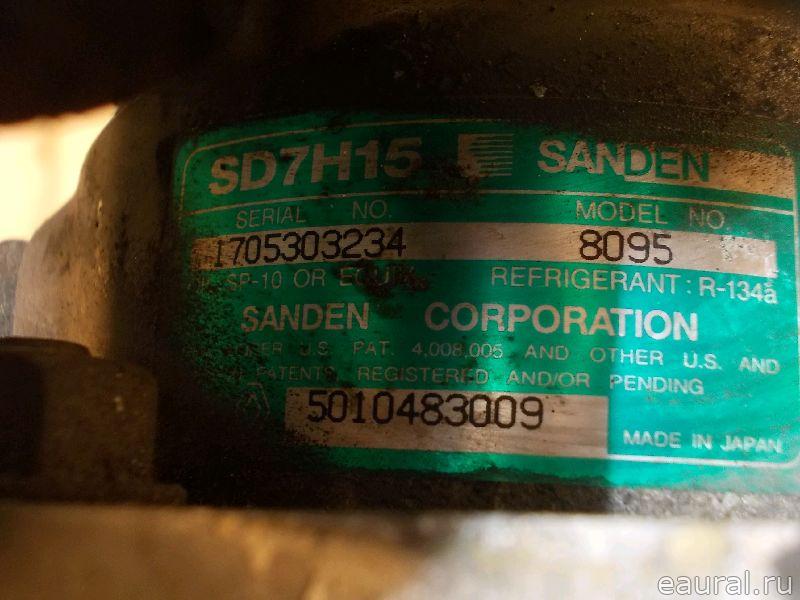 SD7H15 SANDEN
SERIAL NO. MODEL NO.
1705303234 8095
SP-10 OR REFRIGERANT: R-134a
SANDEN CORPORATION
U.S. PAT. 4,008,005 AND OTHER U.S. AND
PATENTS, REGISTERED AND/OR PENDING
5010483009
MADE IN JAPAN
eaural.ru